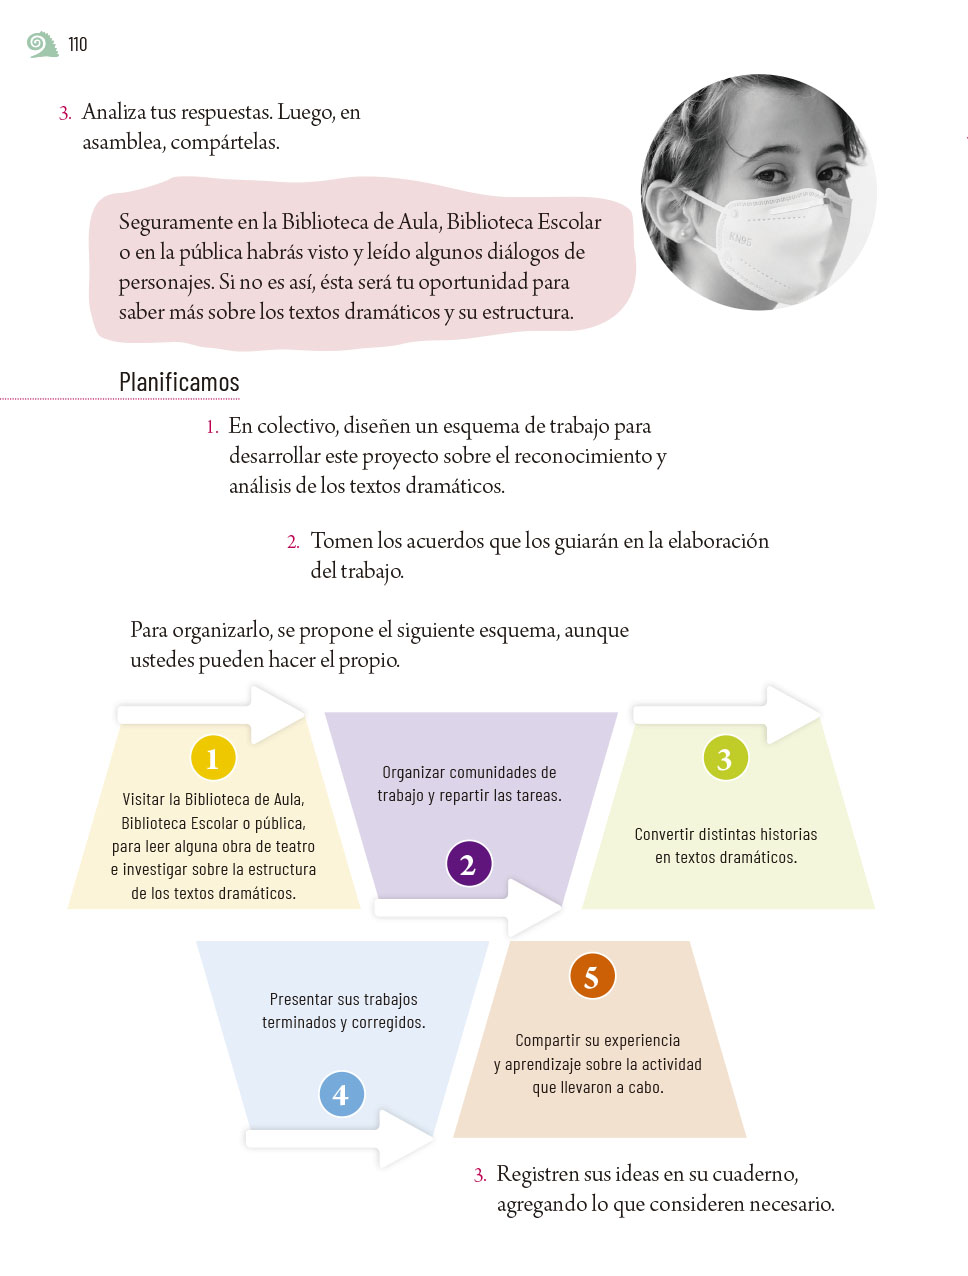 110
3. Analiza tus respuestas. Luego, en
asamblea, compártelas.
KN95
Seguramente en la Biblioteca de Aula, Biblioteca Escolar
o en la pública habrás visto y leído algunos diálogos de
personajes. Si no es así, ésta será tu oportunidad para
saber más sobre los textos dramáticos y su estructura.
Planificamos
1. En colectivo, diseñen un esquema de trabajo para
desarrollar este proyecto sobre el reconocimiento y
análisis de los textos dramáticos.
2. Tomen los acuerdos que los guiarán en la elaboración
del trabajo.
Para organizarlo, se propone el siguiente esquema, aunque
ustedes pueden hacer el propio.
1
Visitar la Biblioteca de Aula,
Biblioteca Escolar o pública,
para leer alguna obra de teatro
e investigar sobre la estructura
de los textos dramáticos.
Organizar comunidades de
trabajo y repartir las tareas.
2
3
Convertir distintas historias
en textos dramáticos.
Presentar sus trabajos
terminados y corregidos.
4
5
Compartir su experiencia
y aprendizaje sobre la actividad
que llevaron a cabo.
3. Registren sus ideas en su cuaderno,
agregando lo que consideren necesario.